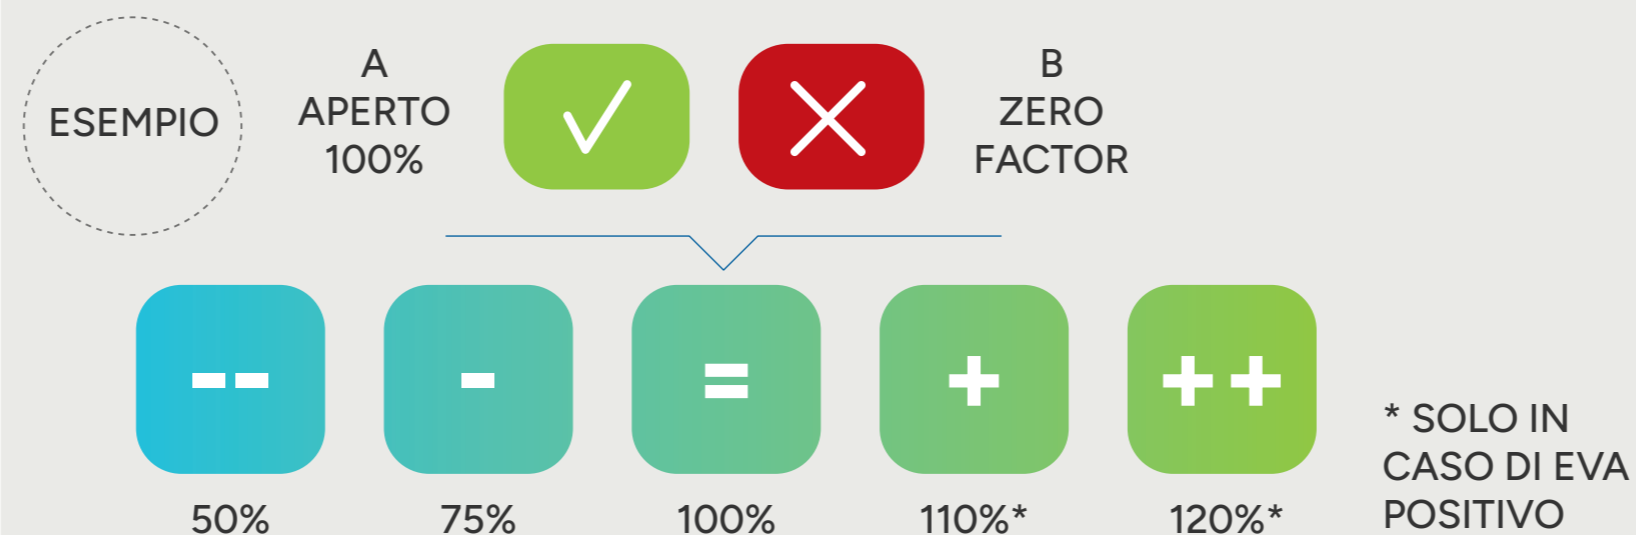 ESEMPIO
A
APERTO
100%
B
ZERO
FACTOR
--
-
=
+
++
50%
75%
100%
110%*
120%*
* SOLO IN
CASO DI EVA
POSITIVO